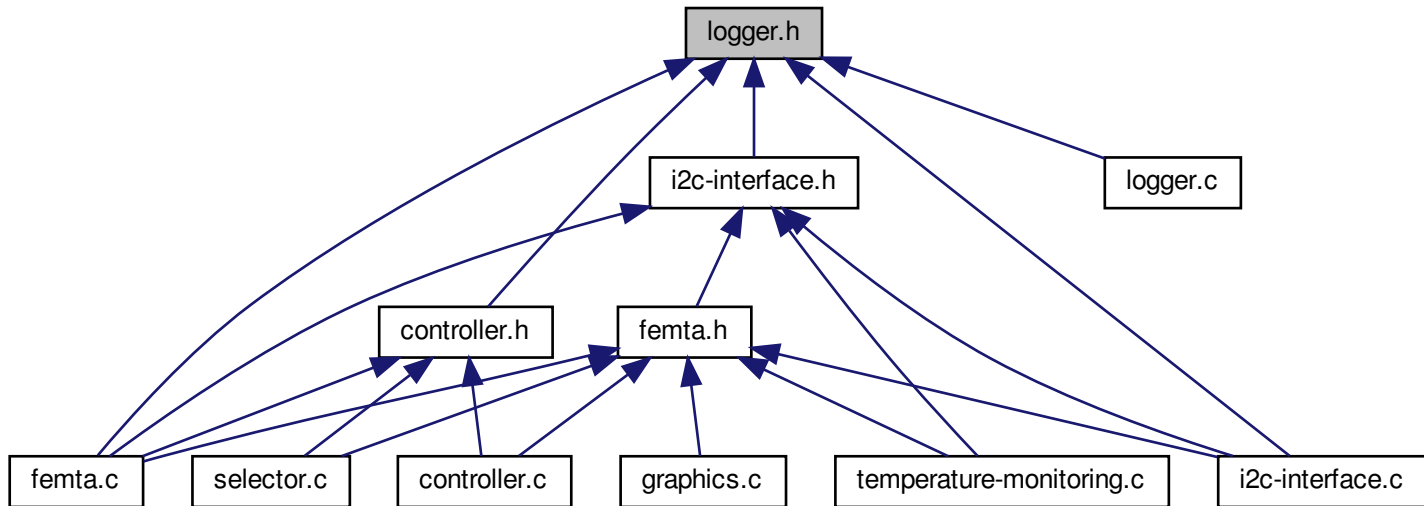 logger.h
i2c-interface.h
logger.c
controller.h
femta.h
femta.c
selector.c
controller.c
graphics.c
temperature-monitoring.c
i2c-interface.c